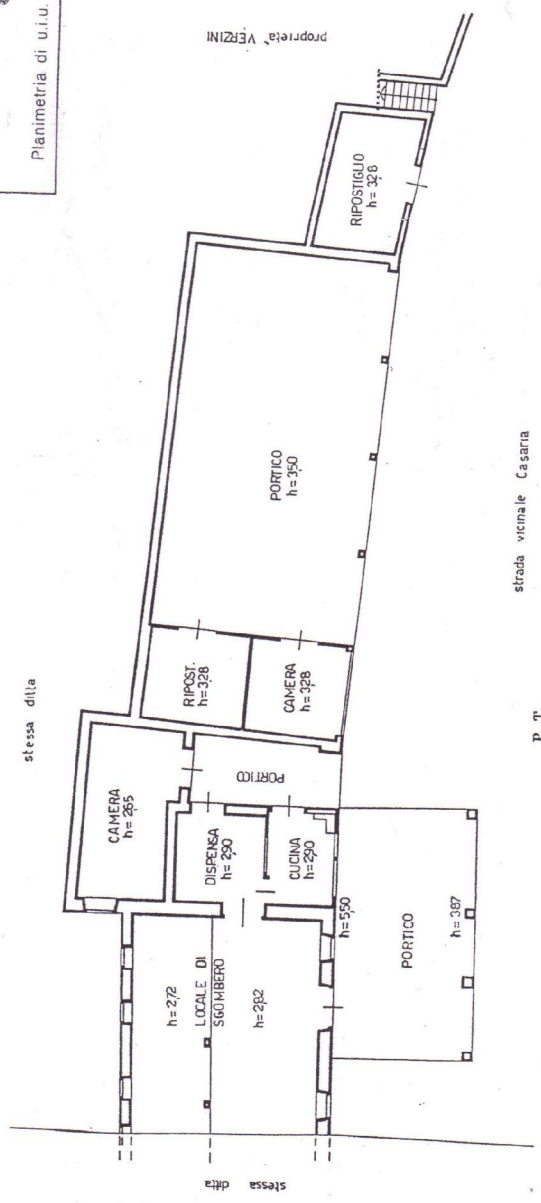 Planimetria di u.i.u.
proprieta' VERZINI
stessa ditta
RIPOSTIGLIO
h = 3,28
PORTICO
h = 3,50
RIPOST.
h = 3,28
CAMERA
h = 3,28
CAMERA
h = 2,65
PORTICO
DISPENSA
h = 2,90
CUCINA
h = 2,90
h = 2,72
LOCALE DI
SGOMBERO
h = 2,82
h = 5,50
PORTICO
h = 3,87
stessa ditta
strada vicinale Casaria
P. T.